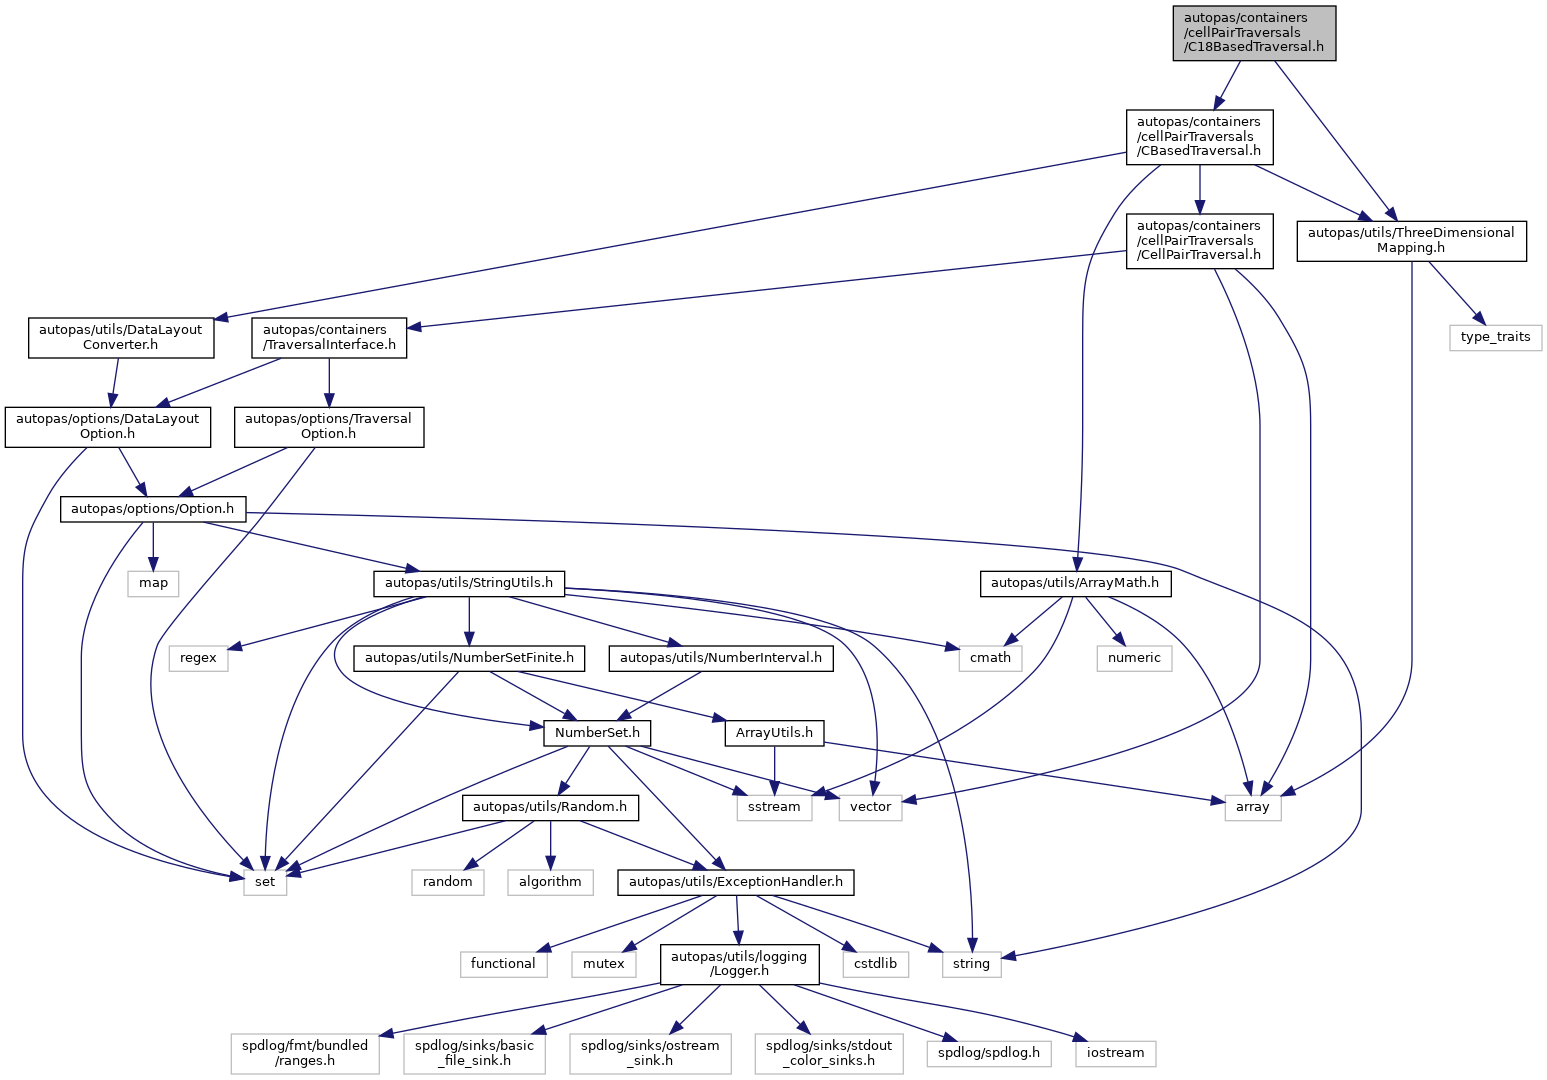 autopas/containers
/cellPairTraversals
/C18BasedTraversal.h
autopas/containers
/cellPairTraversals
/CBasedTraversal.h
autopas/containers
/cellPairTraversals
/CellPairTraversal.h
autopas/utils/ThreeDimensional
Mapping.h
autopas/utils/DataLayout
Converter.h
autopas/containers
/TraversalInterface.h
type_traits
autopas/options/DataLayout
Option.h
autopas/options/Traversal
Option.h
autopas/options/Option.h
map
autopas/utils/StringUtils.h
autopas/utils/ArrayMath.h
regex
autopas/utils/NumberSetFinite.h
autopas/utils/NumberInterval.h
cmath
numeric
NumberSet.h
ArrayUtils.h
autopas/utils/Random.h
sstream
vector
array
set
random
algorithm
autopas/utils/ExceptionHandler.h
functional
mutex
autopas/utils/logging
/Logger.h
cstdlib
string
spdlog/fmt/bundled
/ranges.h
spdlog/sinks/basic
_file_sink.h
spdlog/sinks/ostream
_sink.h
spdlog/sinks/stdout
_color_sinks.h
spdlog/spdlog.h
iostream